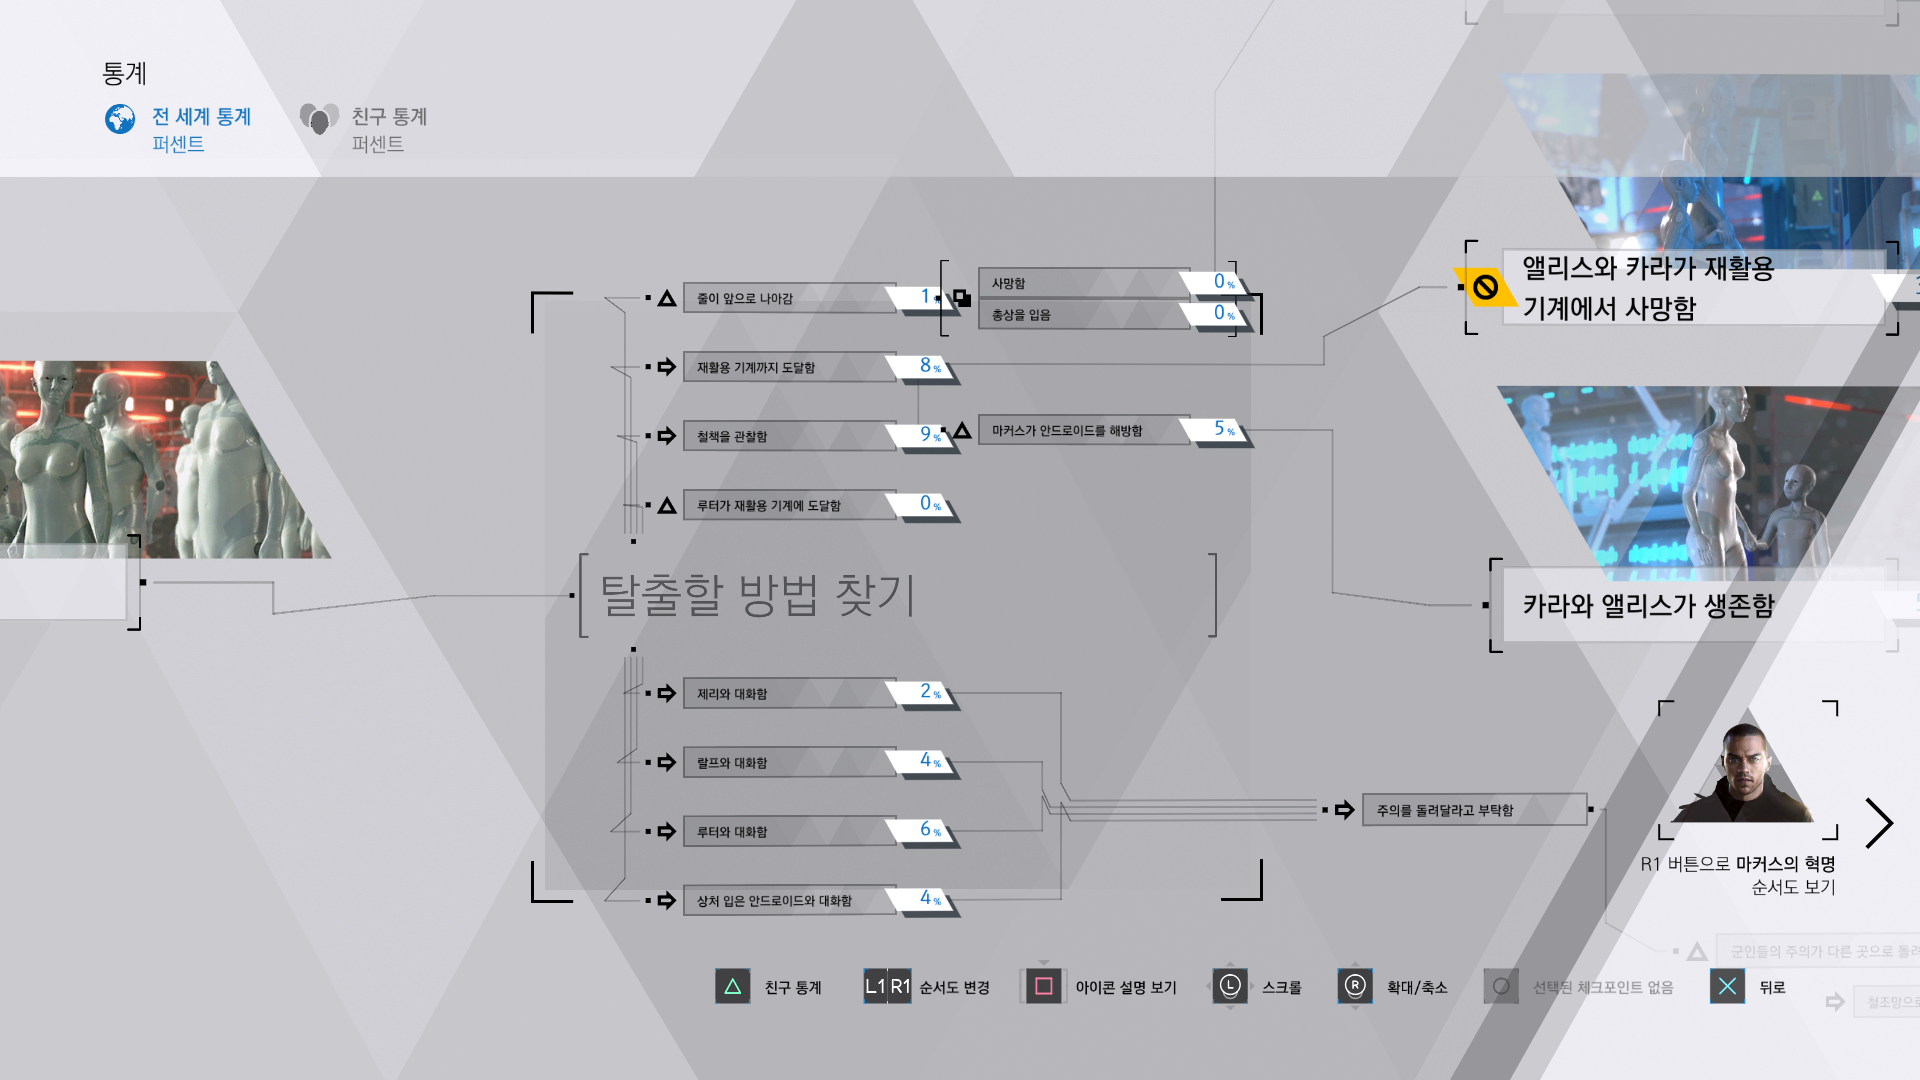 통계
전 세계 통계
퍼센트
친구 통계
퍼센트
줄이 앞으로 나아감
1
사망함
0%
총상을 입음
0%
재활용 기계까지 도달함
8%
철책을 관찰함
9%
마커스가 안드로이드를 해방함
5%
루터가 재활용 기계에 도달함
0%
앨리스와 카라가 재활용
기계에서 사망함
탈출할 방법 찾기
카라와 앨리스가 생존함
제리와 대화함
2%
랄프와 대화함
4%
루터와 대화함
6%
상처 입은 안드로이드와 대화함
4%
주의를 돌려달라고 부탁함
R1 버튼으로 마커스의 혁명
순서도 보기
군인들의 주의가 다른 곳으로 돌려
철조망으로
친구 통계
L1 R1 순서도 변경
아이콘 설명 보기
L 스크롤
R 확대/축소
선택된 체크포인트 없음
뒤로